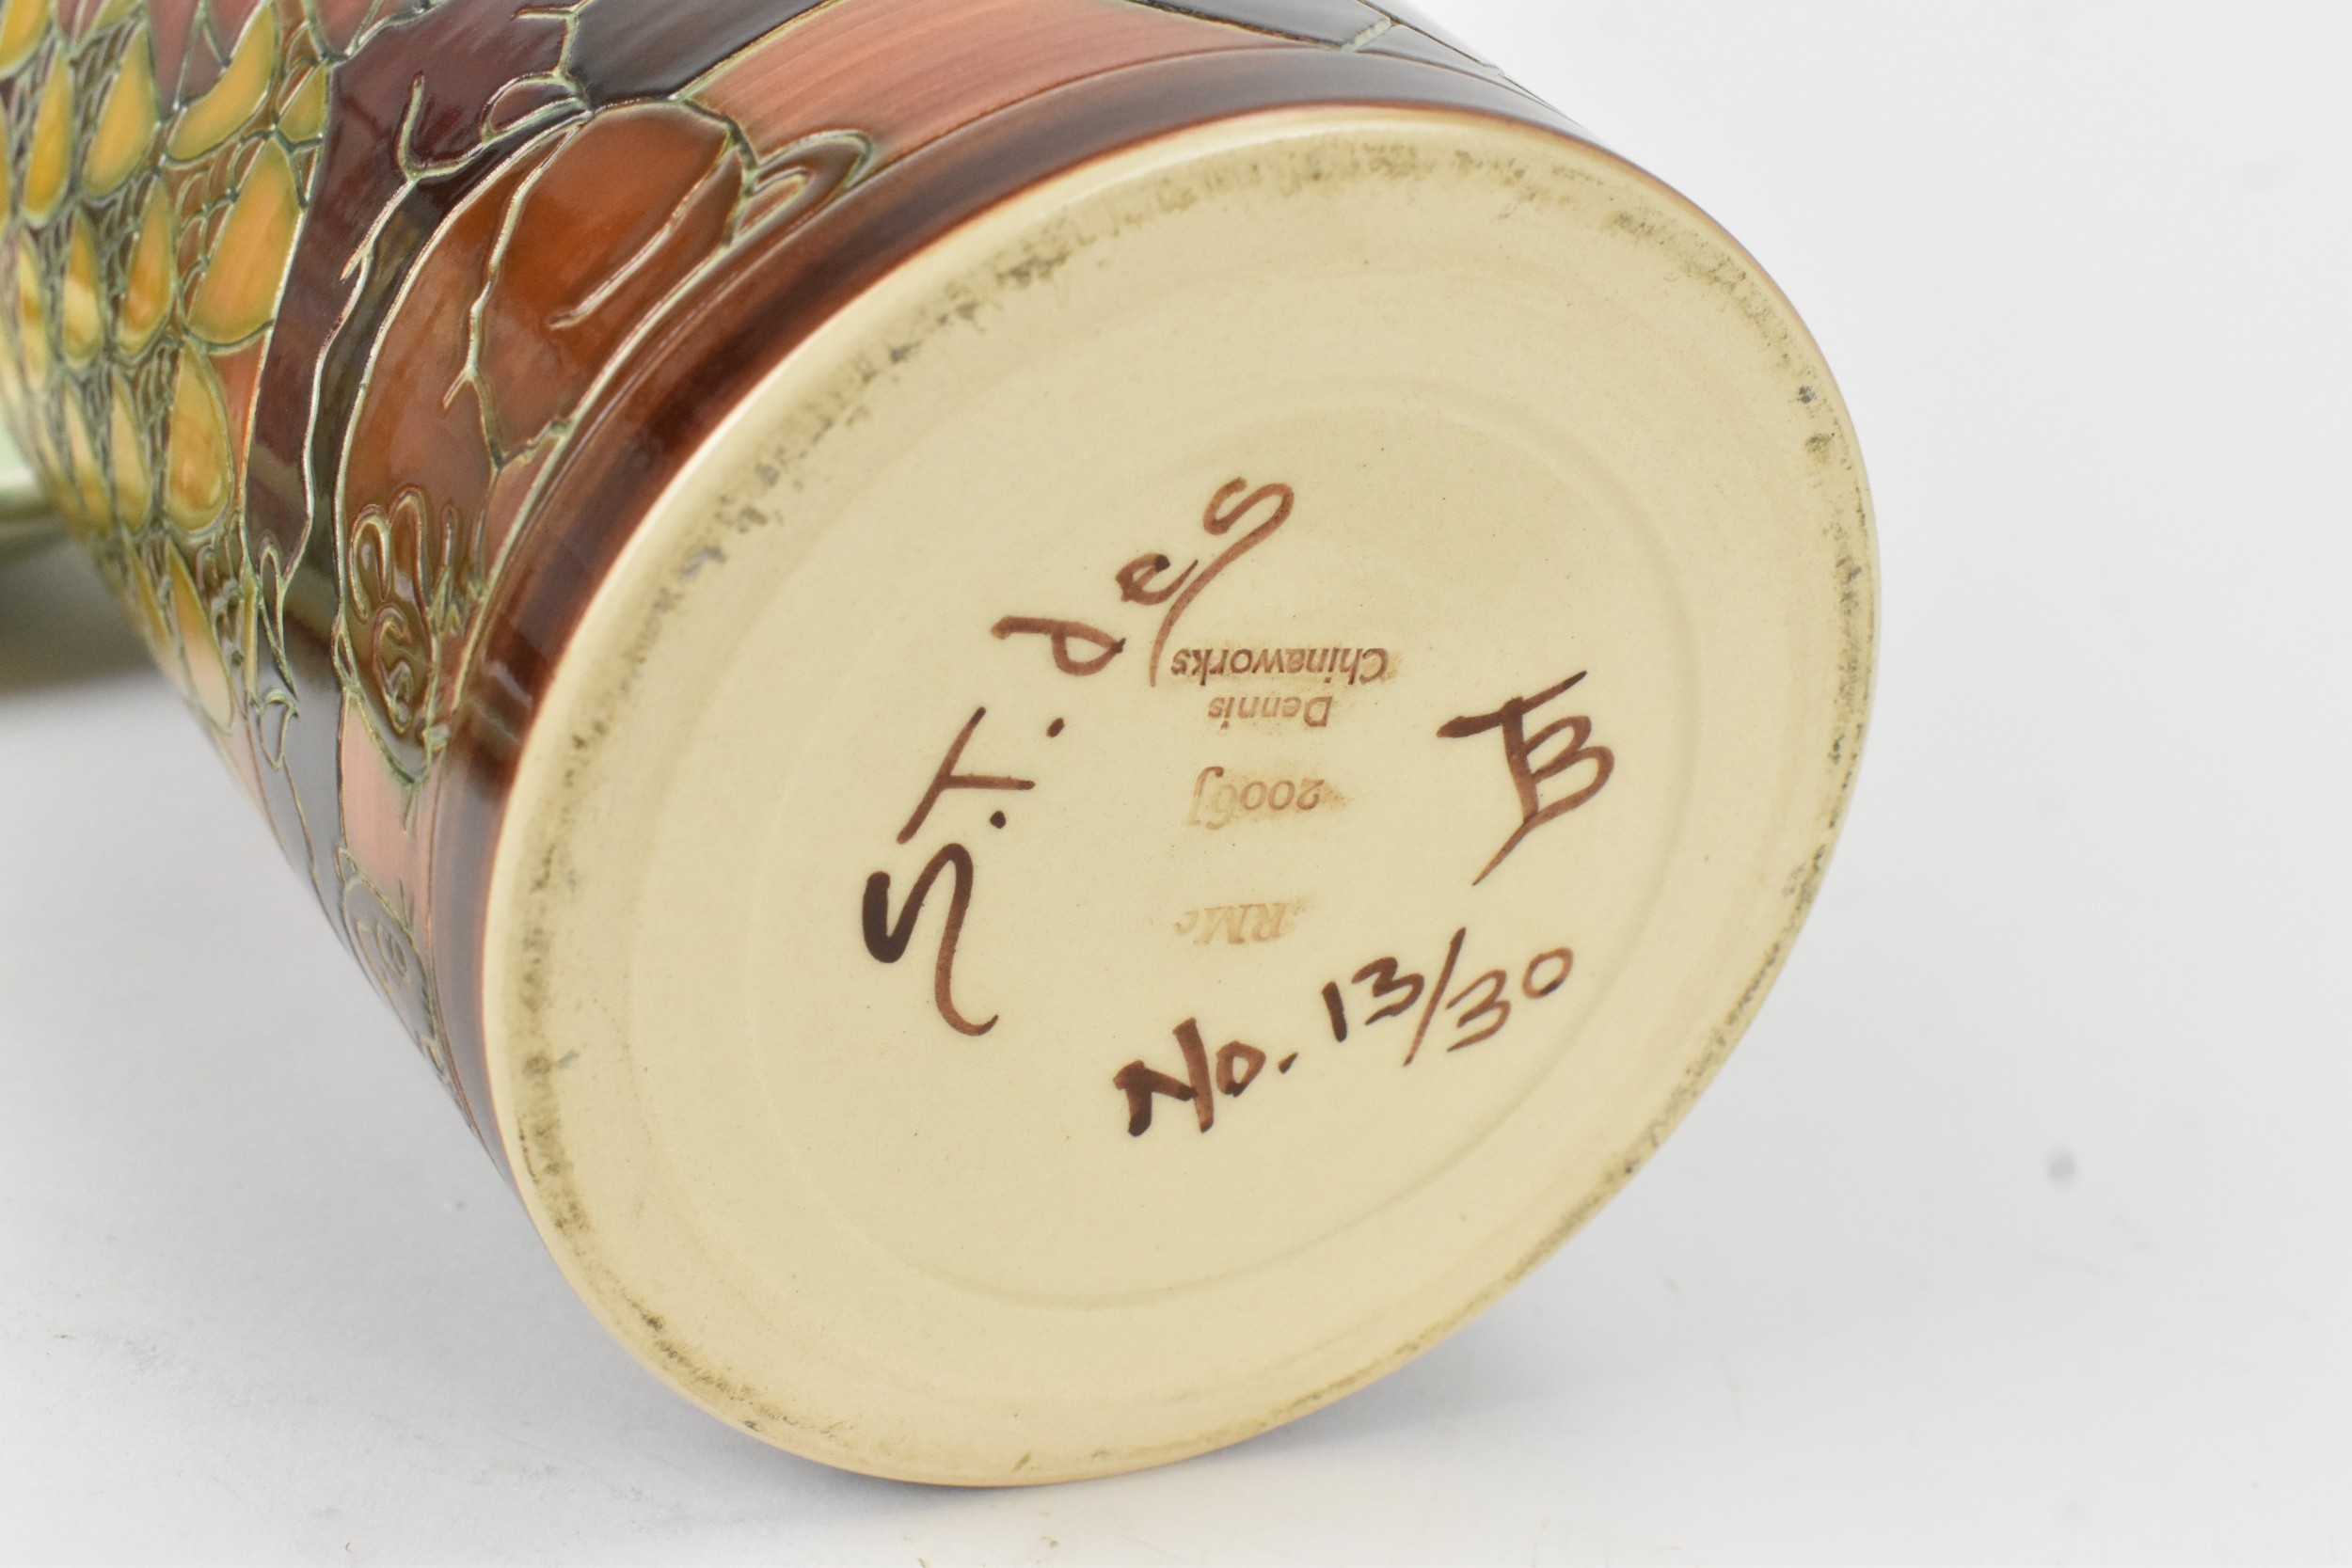 S.T. des
Chinaworks
Dennis
2006J
RMc
TB
No. 13/30